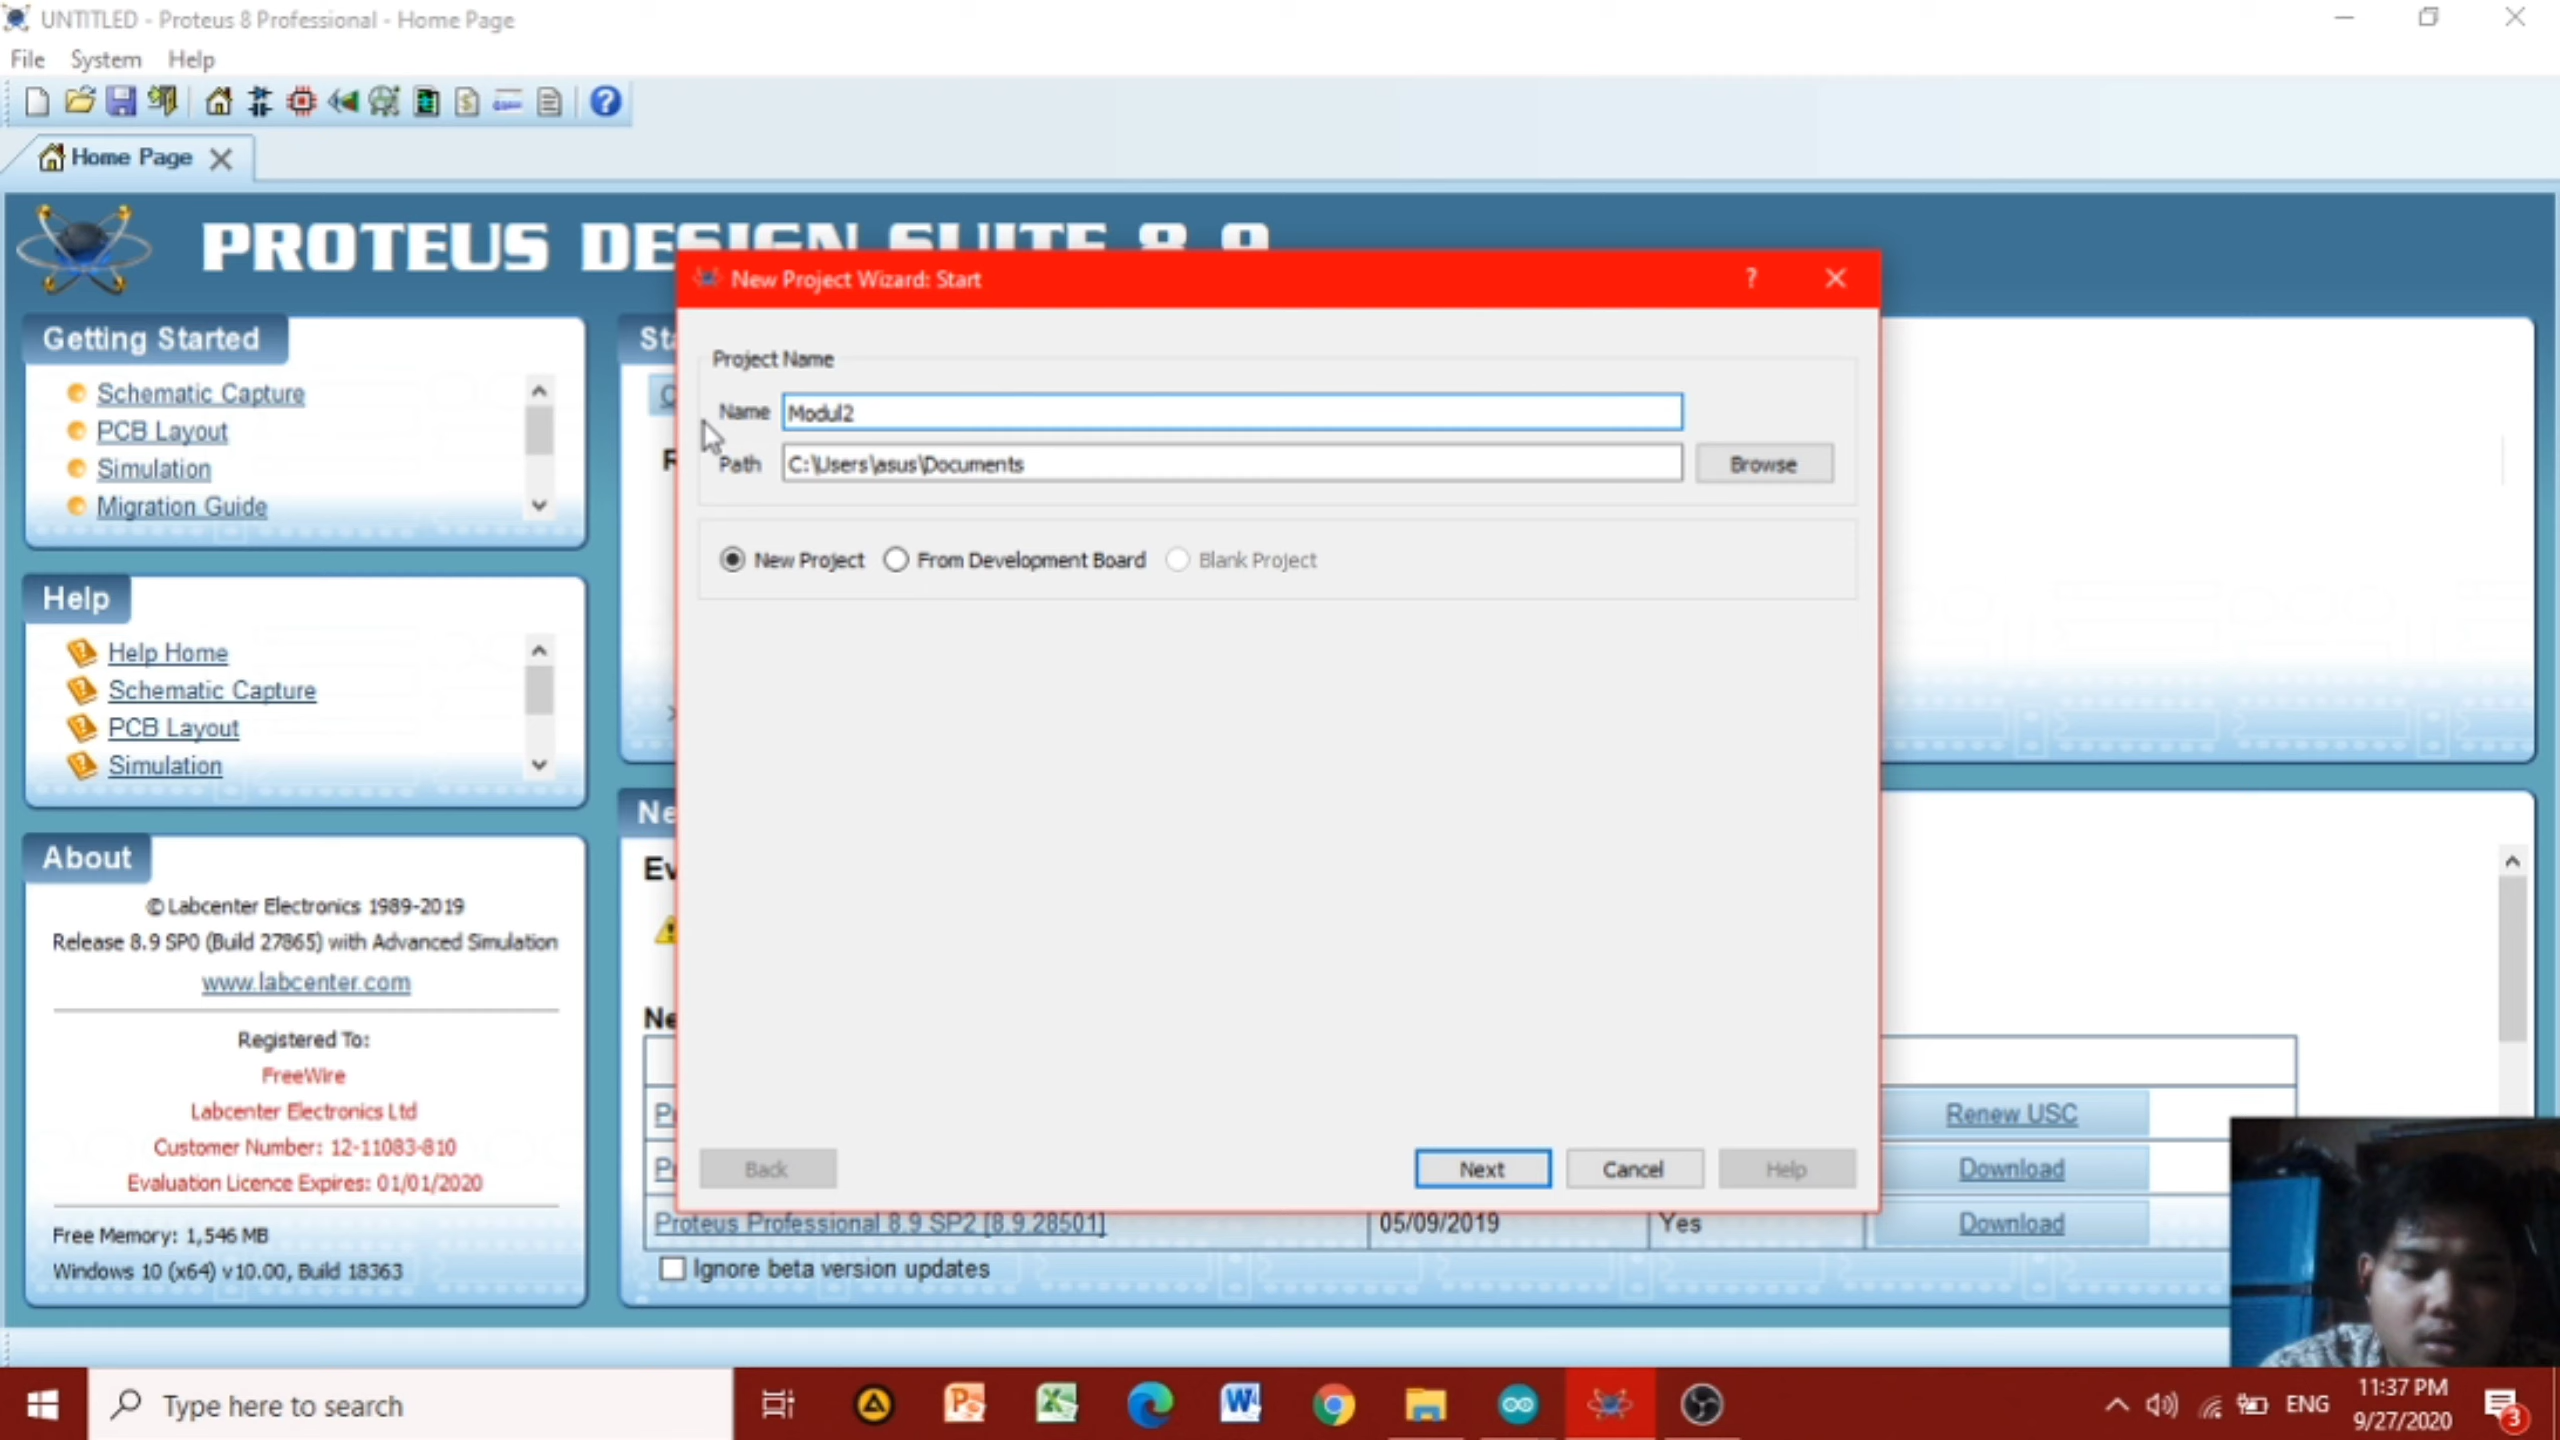 UNTITLED - Proteus 8 Professional - Home Page
File System Help
Home Page
PROTEUS DESIGN SUITE 8.9
New Project Wizard: Start
?
Getting Started
Schematic Capture
PCB Layout
Simulation
Migration Guide
Project Name
Name Modul2
Path C:\Users\asus\Documents Browse
New Project From Development Board Blank Project
Help
Help Home
Schematic Capture
PCB Layout
Simulation
About
© Labcenter Electronics 1989-2019
Release 8.9 SP0 (Build 27865) with Advanced Simulation
www.labcenter.com
Registered To:
FreeWire
Labcenter Electronics Ltd
Customer Number: 12-11083-810
Evaluation Licence Expires: 01/01/2020
Free Memory: 1,546 MB
Windows 10 (x64) v10.00, Build 18363
Back Next Cancel Help
Renew USC
Download
Proteus Professional 8.9 SP2 [8.9.28501] 05/09/2019 Yes Download
Ignore beta version updates
Type here to search
ENG
11:37 PM
9/27/2020
3